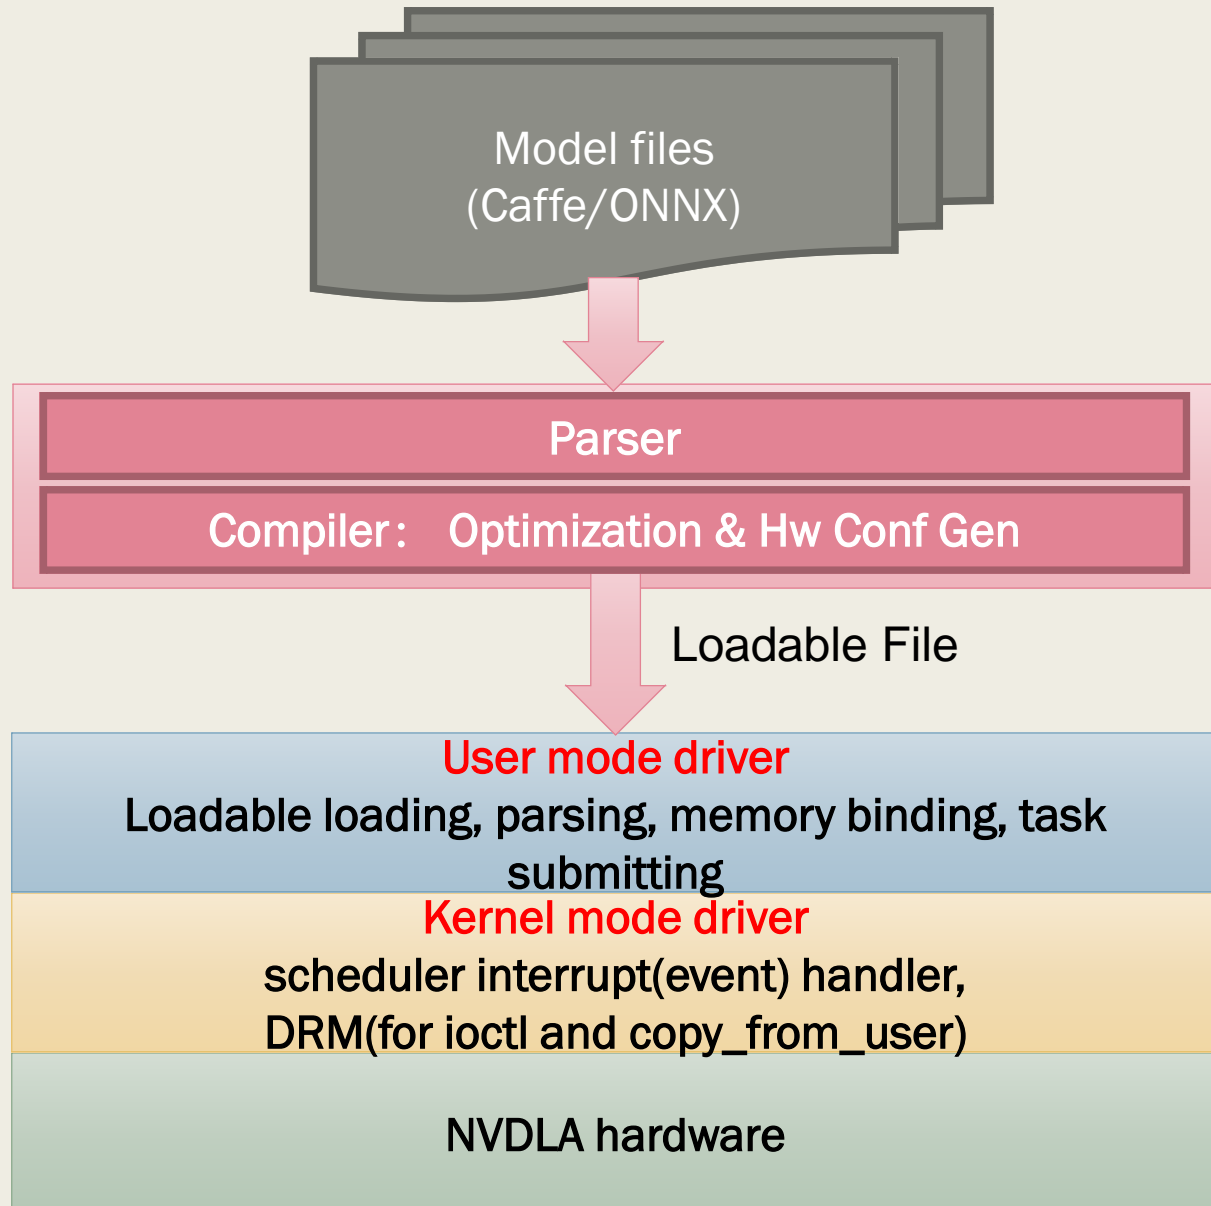 Model files
(Caffe/ONNX)
Parser
Compiler： Optimization & Hw Conf Gen
Loadable File
User mode driver
Loadable loading, parsing, memory binding, task
submitting
Kernel mode driver
scheduler interrupt(event) handler,
DRM(for ioctl and copy_from_user)
NVDLA hardware